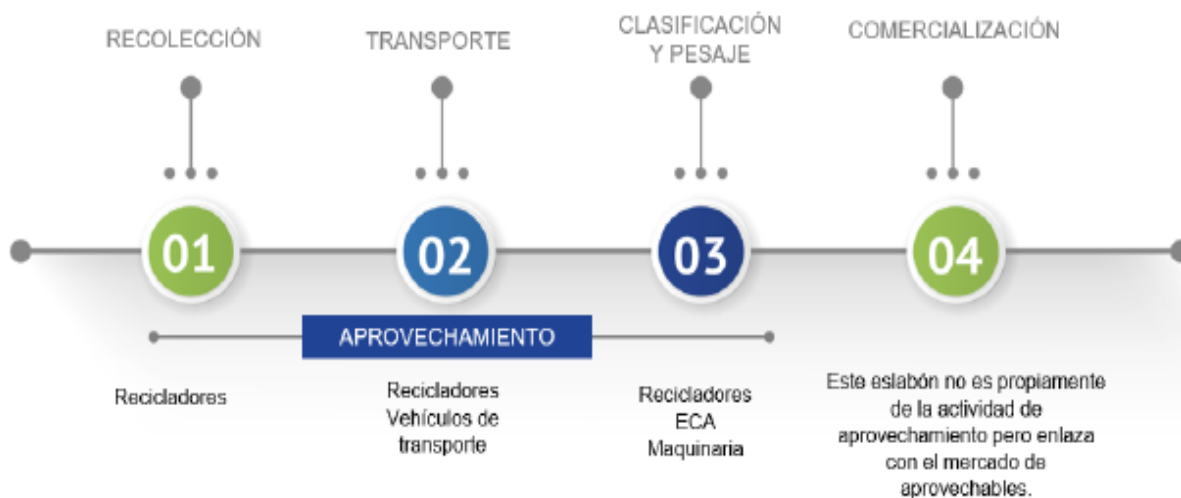 RECOLECCIÓN
TRANSPORTE
CLASIFICACIÓN
Y PESAJE
COMERCIALIZACIÓN
01
02
03
04
APROVECHAMIENTO
Recicladores
Recicladores
Vehículos de
transporte
Recicladores
ECA
Maquinaria
Este eslabón no es propiamente
de la actividad de
aprovechamiento pero enlaza
con el mercado de
aprovechables.